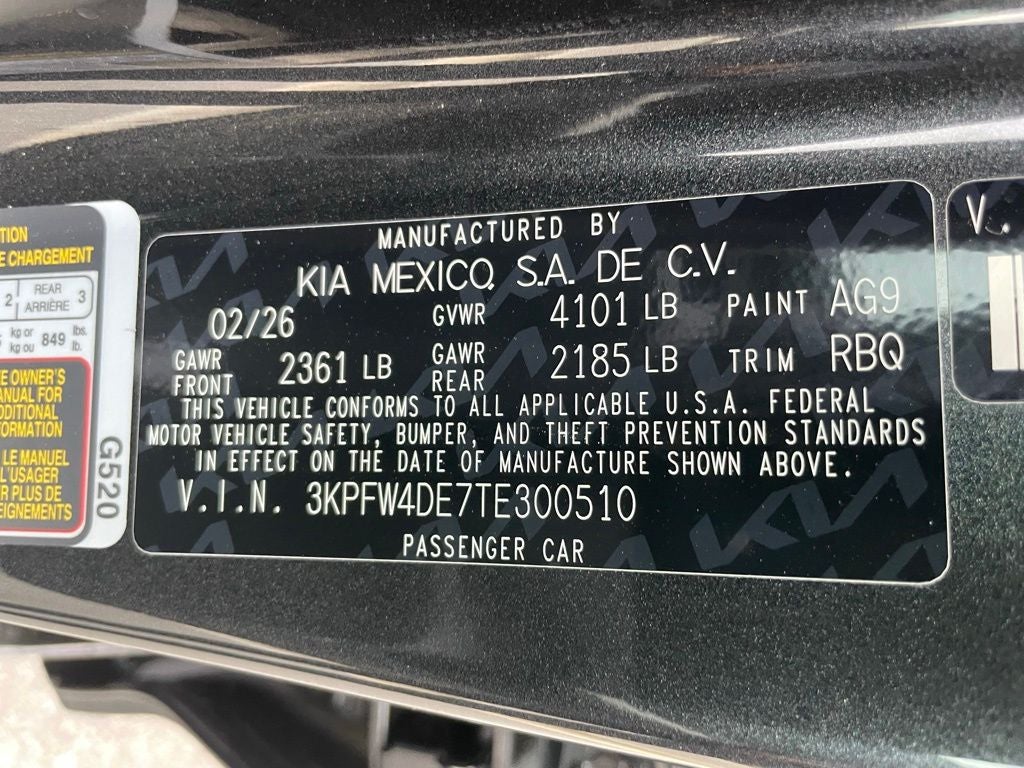 TION
E CHARGEMENT
2 REAR ARRIÈRE 3
kg or kg ou 849 lbs. lb.
E OWNER'S
ANUAL FOR
DDITIONAL
FORMATION
LE MANUEL
L'USAGER
ER PLUS DE
EIGNEMENTS
G520
MANUFACTURED BY
KIA MEXICO, S.A. DE C.V.
02/26 GVWR 4101 LB PAINT AG9
GAWR FRONT 2361 LB GAWR REAR 2185 LB TRIM RBQ
THIS VEHICLE CONFORMS TO ALL APPLICABLE U.S.A. FEDERAL
MOTOR VEHICLE SAFETY, BUMPER, AND THEFT PREVENTION STANDARDS
IN EFFECT ON THE DATE OF MANUFACTURE SHOWN ABOVE.
V.I.N. 3KPFW4DE7TE300510
PASSENGER CAR
V.